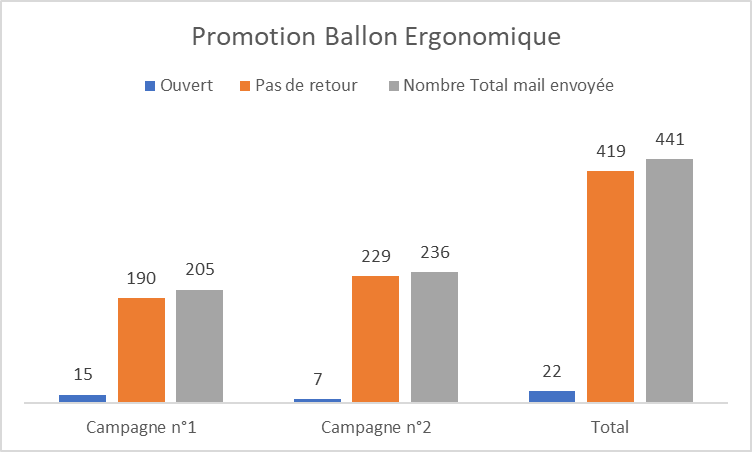 Promotion Ballon Ergonomique
Ouvert Pas de retour Nombre Total mail envoyée
15 190 205 7 229 236 22 419 441
Campagne n°1 Campagne n°2 Total